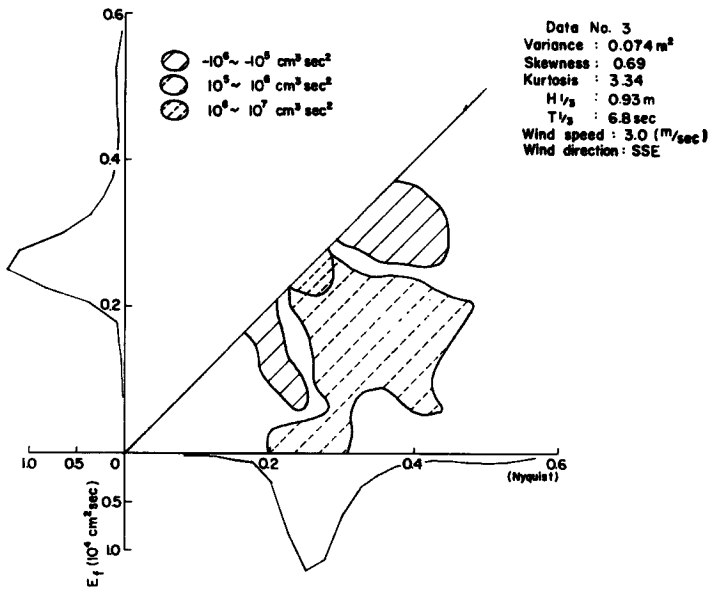 0.6
-10⁶ ~ -10⁵ cm³ sec²
10⁵ ~ 10⁶ cm³ sec²
10⁶ ~ 10⁷ cm³ sec²
Data No. 3
Variance : 0.074 m²
Skewness : 0.69
Kurtosis : 3.34
H 1/3 : 0.93 m
T 1/3 : 6.8 sec
Wind speed : 3.0 (m/sec)
Wind direction : SSE
0.4
0.2
1.0 0.5 0 0.2 0.4 0.6
(Nyquist)
0.5
1.0
E_f (10⁴ cm² sec)